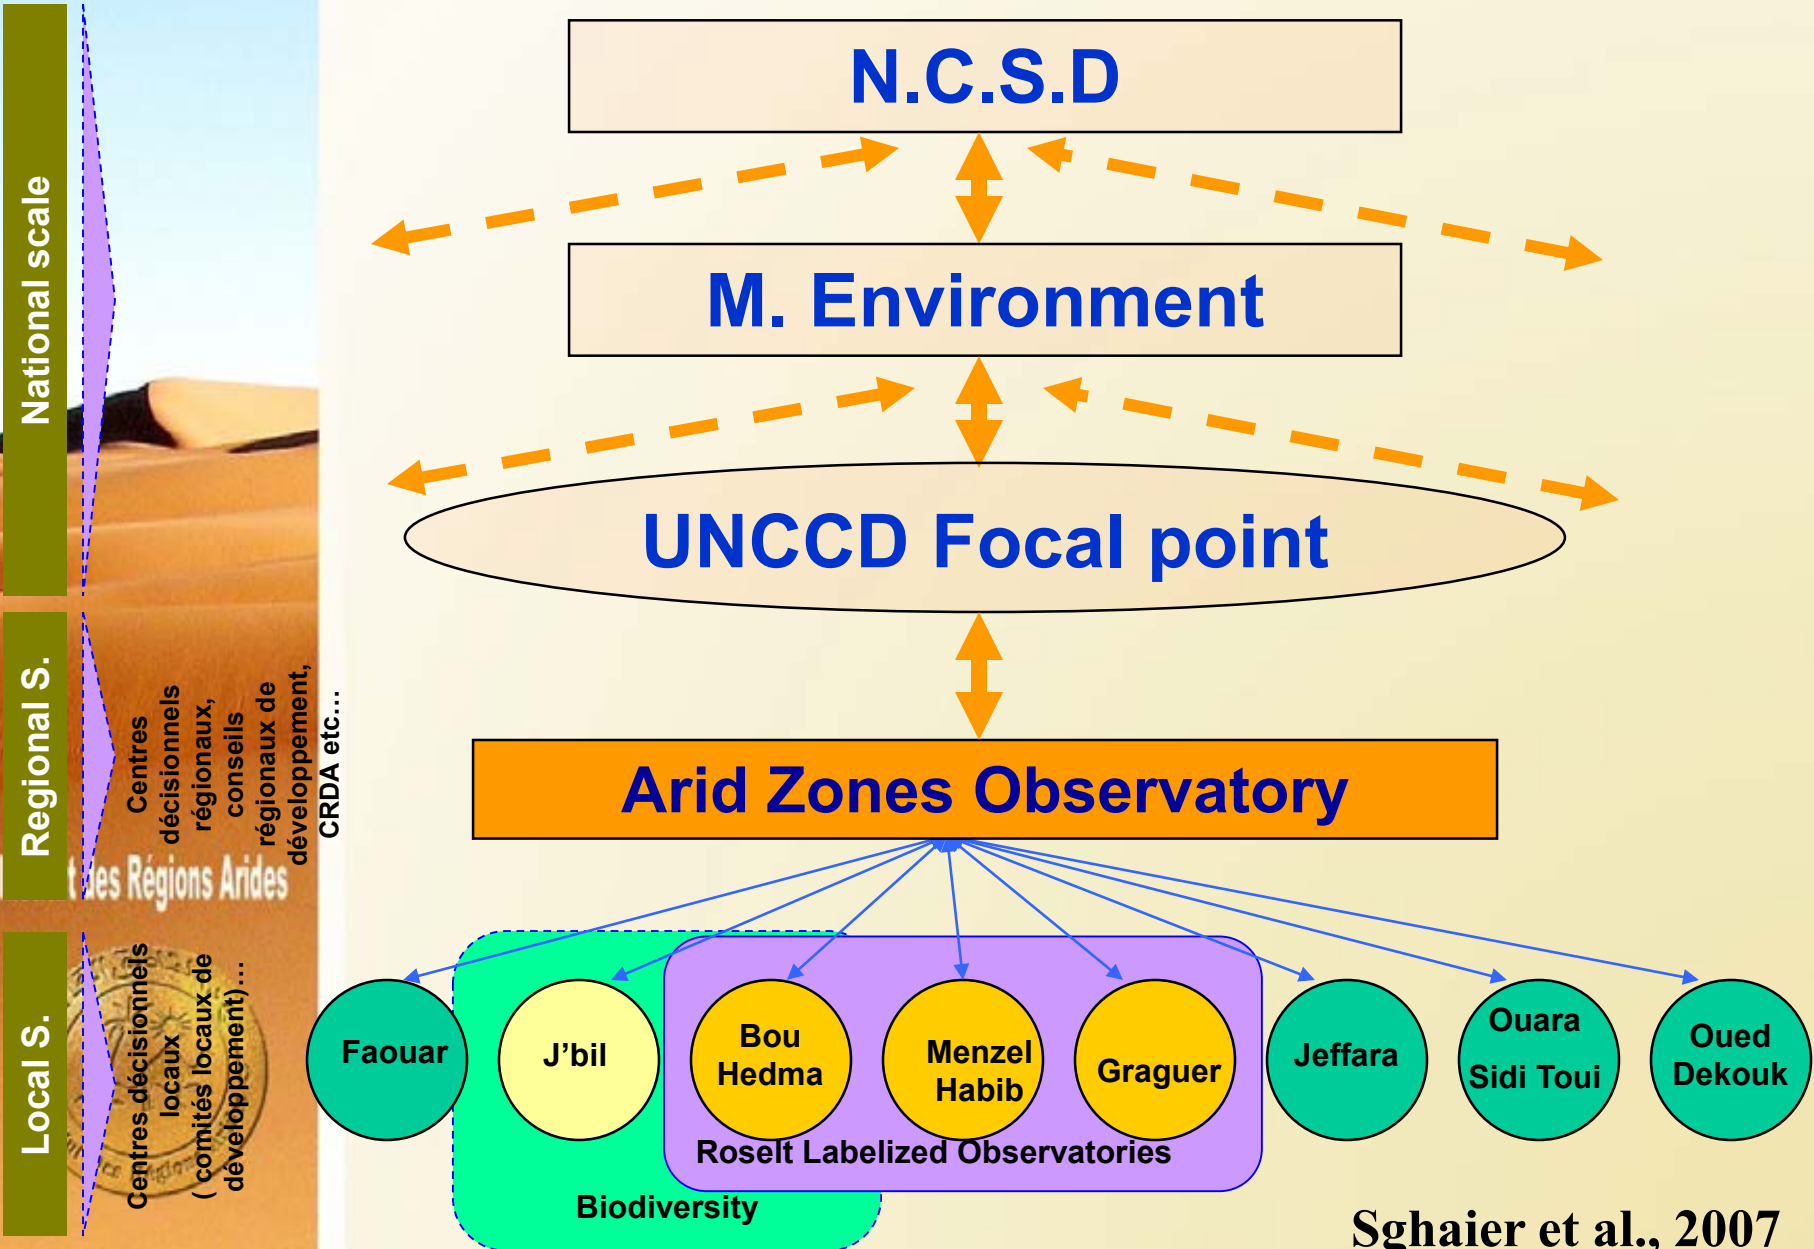 N.C.S.D
M. Environment
UNCCD Focal point
Arid Zones Observatory
National scale
Regional S.
Centres
décisionnels
régionaux,
conseils
régionaux de
développement,
CRDA etc…
des Régions Arides
Local S.
Centres décisionnels
locaux
( comités locaux de
développement)…
Faouar
J’bil
Bou
Hedma
Menzel
Habib
Graguer
Jeffara
Ouara
Sidi Toui
Oued
Dekouk
Roselt Labelized Observatories
Biodiversity
Sghaier et al., 2007